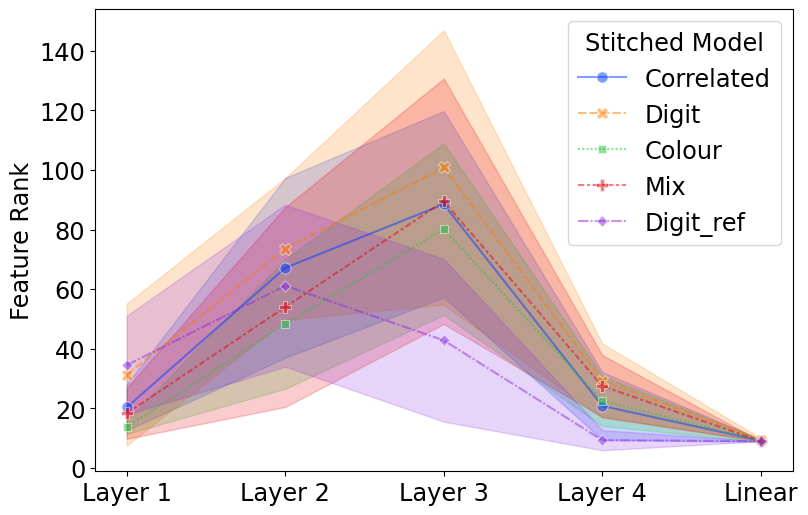 Stitched Model
Correlated
Digit
Colour
Mix
Digit_ref
Feature Rank
140
120
100
80
60
40
20
0
Layer 1
Layer 2
Layer 3
Layer 4
Linear